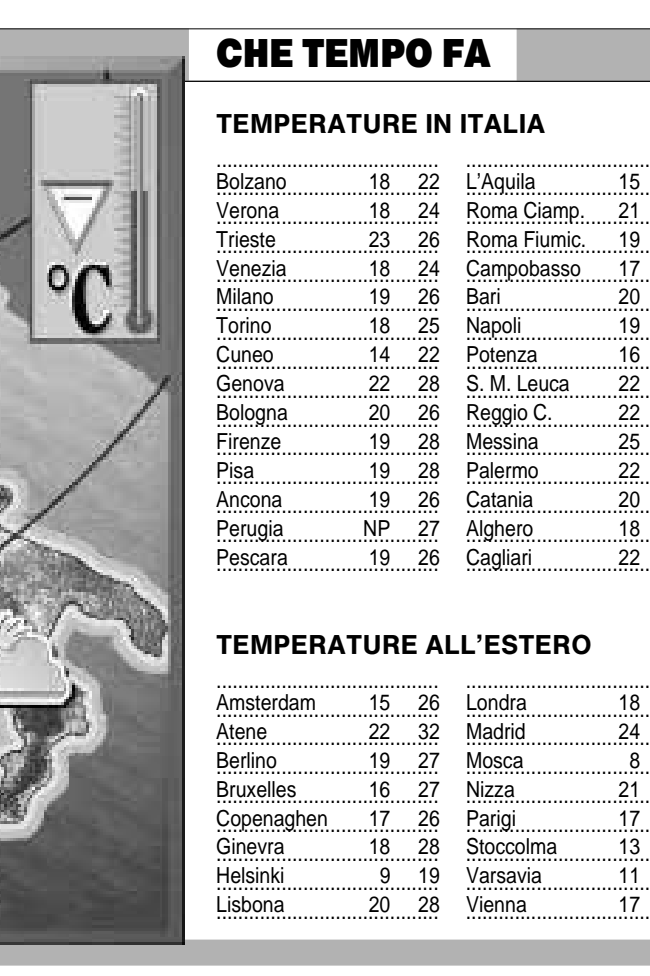 CHE TEMPO FA
°C
TEMPERATURE IN ITALIA
Bolzano 18 22
Verona 18 24
Trieste 23 26
Venezia 18 24
Milano 19 26
Torino 18 25
Cuneo 14 22
Genova 22 28
Bologna 20 26
Firenze 19 28
Pisa 19 28
Ancona 19 26
Perugia NP 27
Pescara 19 26
L'Aquila 15
Roma Ciamp. 21
Roma Fiumic. 19
Campobasso 17
Bari 20
Napoli 19
Potenza 16
S. M. Leuca 22
Reggio C. 22
Messina 25
Palermo 22
Catania 20
Alghero 18
Cagliari 22
TEMPERATURE ALL'ESTERO
Amsterdam 15 26
Atene 22 32
Berlino 19 27
Bruxelles 16 27
Copenaghen 17 26
Ginevra 18 28
Helsinki 9 19
Lisbona 20 28
Londra 18
Madrid 24
Mosca 8
Nizza 21
Parigi 17
Stoccolma 13
Varsavia 11
Vienna 17